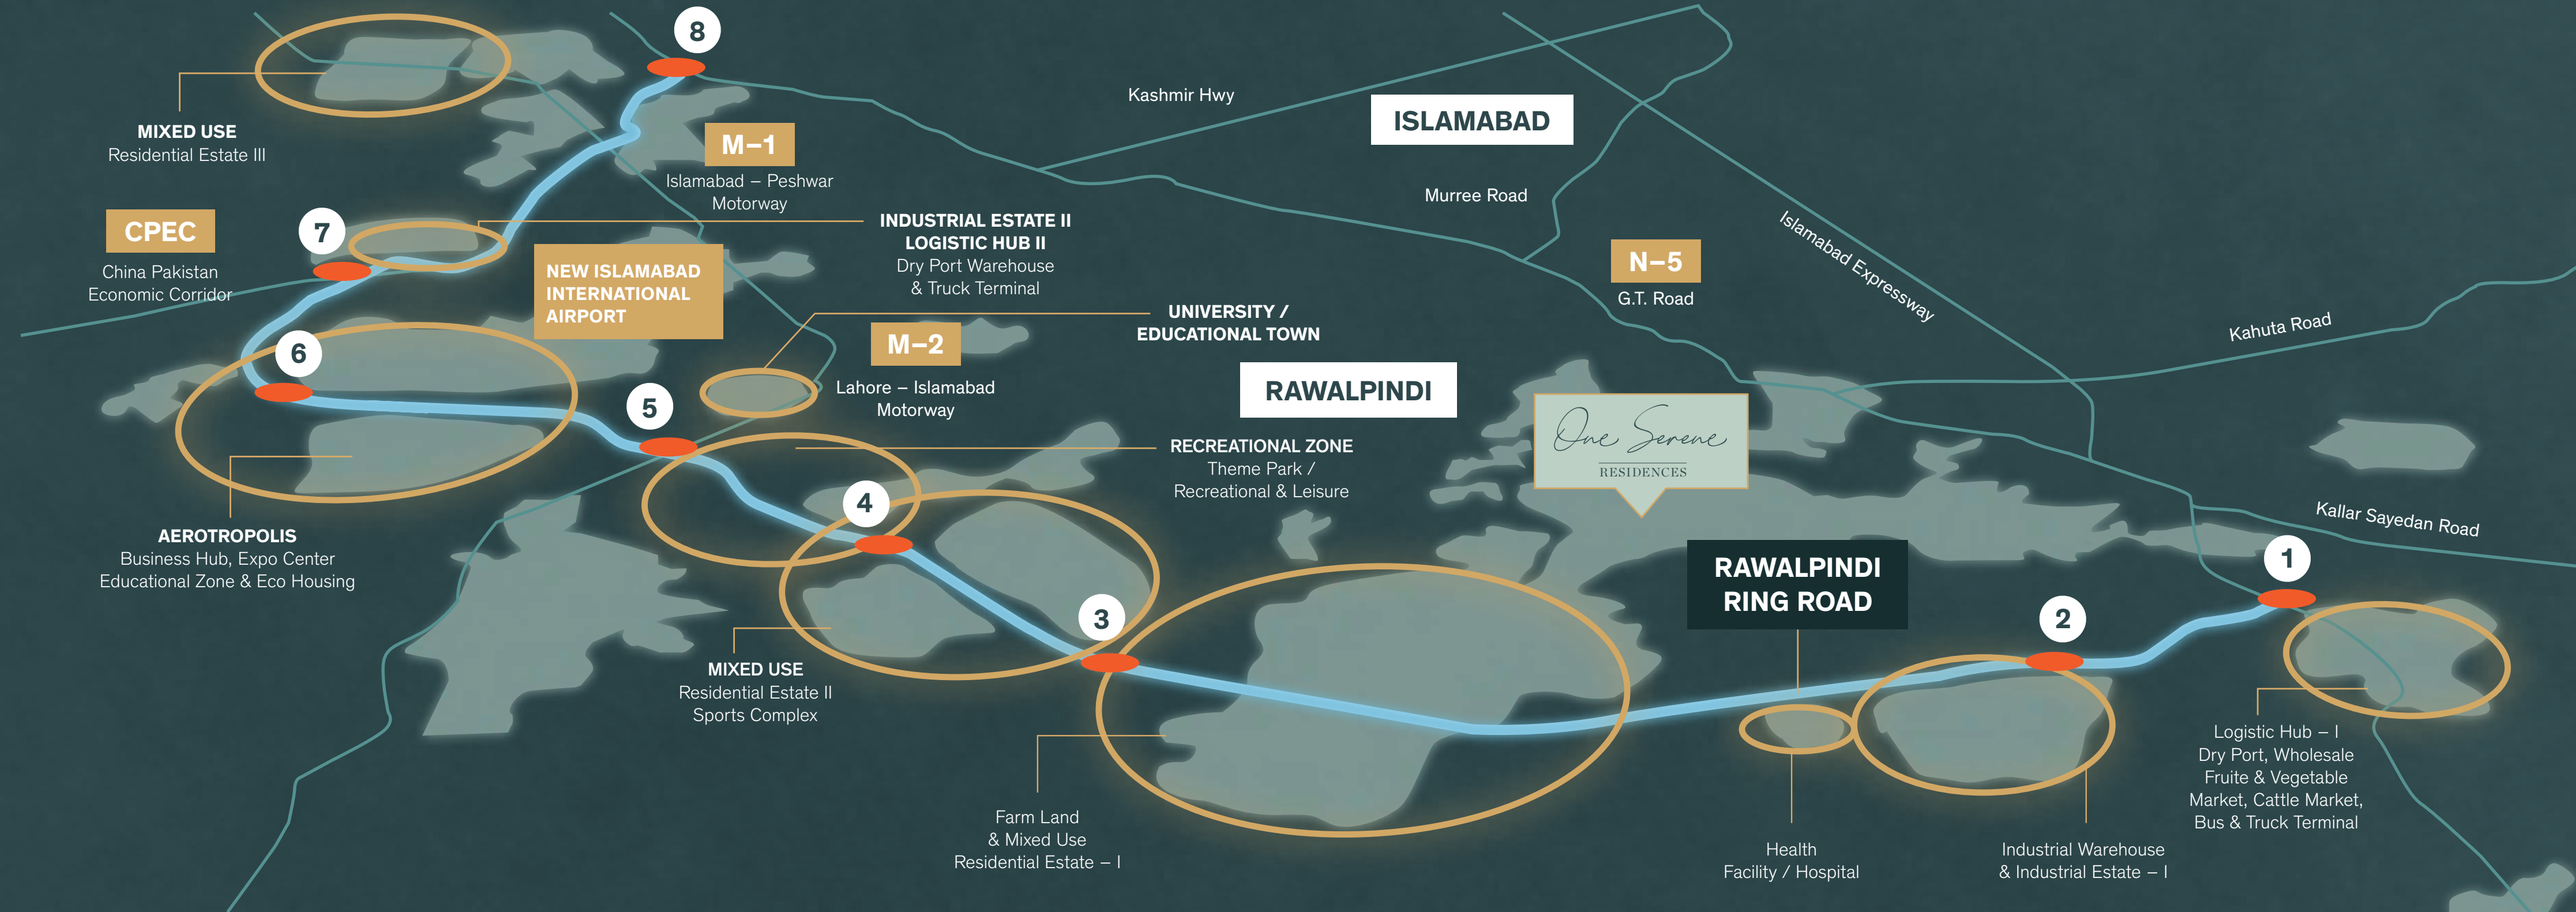 8
Kashmir Hwy
ISLAMABAD
MIXED USE
Residential Estate III
M–1
Islamabad – Peshwar
Motorway
Murree Road
CPEC
China Pakistan
Economic Corridor
7
INDUSTRIAL ESTATE II
LOGISTIC HUB II
Dry Port Warehouse
& Truck Terminal
NEW ISLAMABAD
INTERNATIONAL
AIRPORT
N–5
G.T. Road
Islamabad Expressway
Kahuta Road
UNIVERSITY /
EDUCATIONAL TOWN
M–2
Lahore – Islamabad
Motorway
6
5
RAWALPINDI
One Serene
RESIDENCES
RECREATIONAL ZONE
Theme Park /
Recreational & Leisure
4
Kallar Sayedan Road
AEROTROPOLIS
Business Hub, Expo Center
Educational Zone & Eco Housing
RAWALPINDI
RING ROAD
1
2
3
MIXED USE
Residential Estate II
Sports Complex
Logistic Hub – I
Dry Port, Wholesale
Fruite & Vegetable
Market, Cattle Market,
Bus & Truck Terminal
Farm Land
& Mixed Use
Residential Estate – I
Health
Facility / Hospital
Industrial Warehouse
& Industrial Estate – I